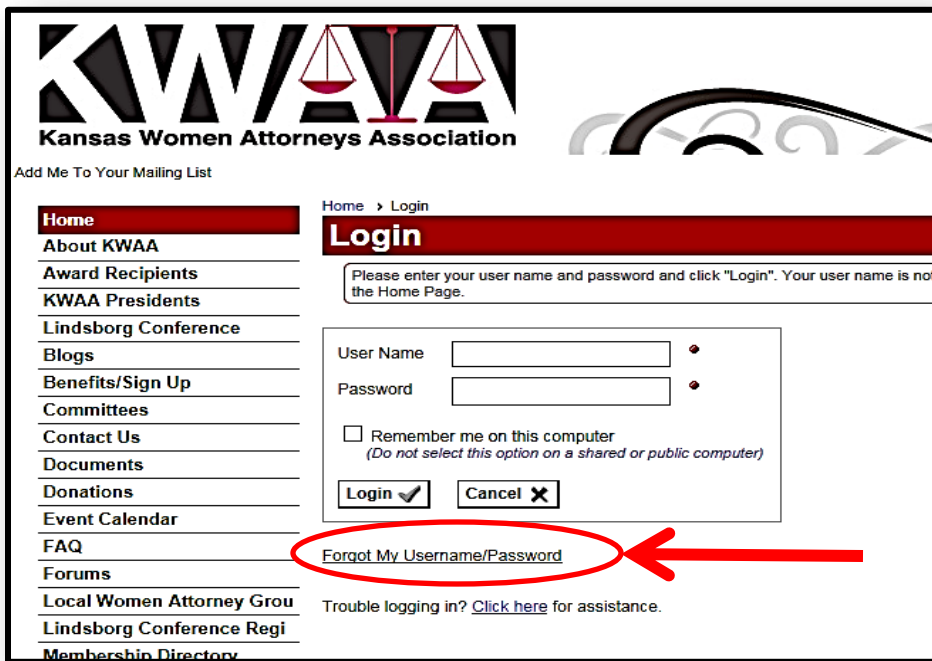 KWAA
Kansas Women Attorneys Association
Add Me To Your Mailing List
Home
About KWAA
Award Recipients
KWAA Presidents
Lindsborg Conference
Blogs
Benefits/Sign Up
Committees
Contact Us
Documents
Donations
Event Calendar
FAQ
Forums
Local Women Attorney Grou
Lindsborg Conference Regi
Membership Directory
Home > Login
Login
Please enter your user name and password and click "Login". Your user name is not
the Home Page.
User Name
Password
Remember me on this computer
(Do not select this option on a shared or public computer)
Login Cancel
Forgot My Username/Password
Trouble logging in? Click here for assistance.